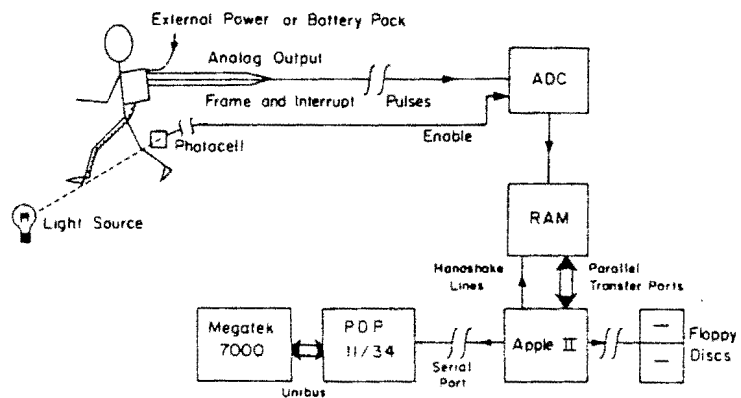 External Power or Battery Pack
Analog Output
Frame and Interrupt Pulses
ADC
Enable
Photocell
Light Source
RAM
Handshake
Lines
Parallel
Transfer Ports
Megatek
7000
PDP
11/34
Apple II
Floppy
Discs
Serial
Port
Unibus